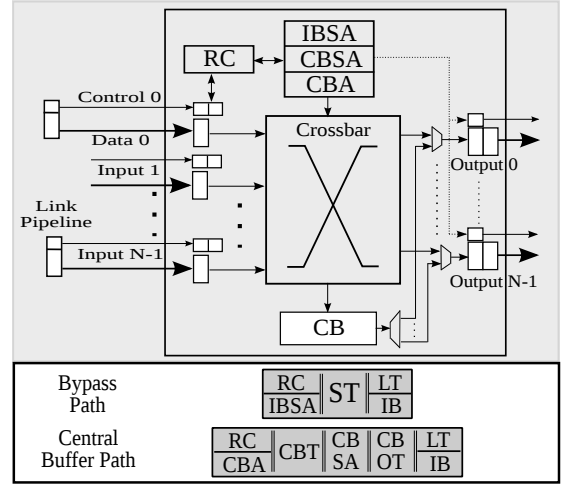 IBSA
RC
CBSA
CBA
Control 0
Data 0
Crossbar
Input 1
Output 0
Link
Pipeline
Input N-1
Output N-1
CB
Bypass
Path
RC
IBSA
ST
LT
IB
Central
Buffer Path
RC
CBA
CBT
CB
SA
CB
OT
LT
IB